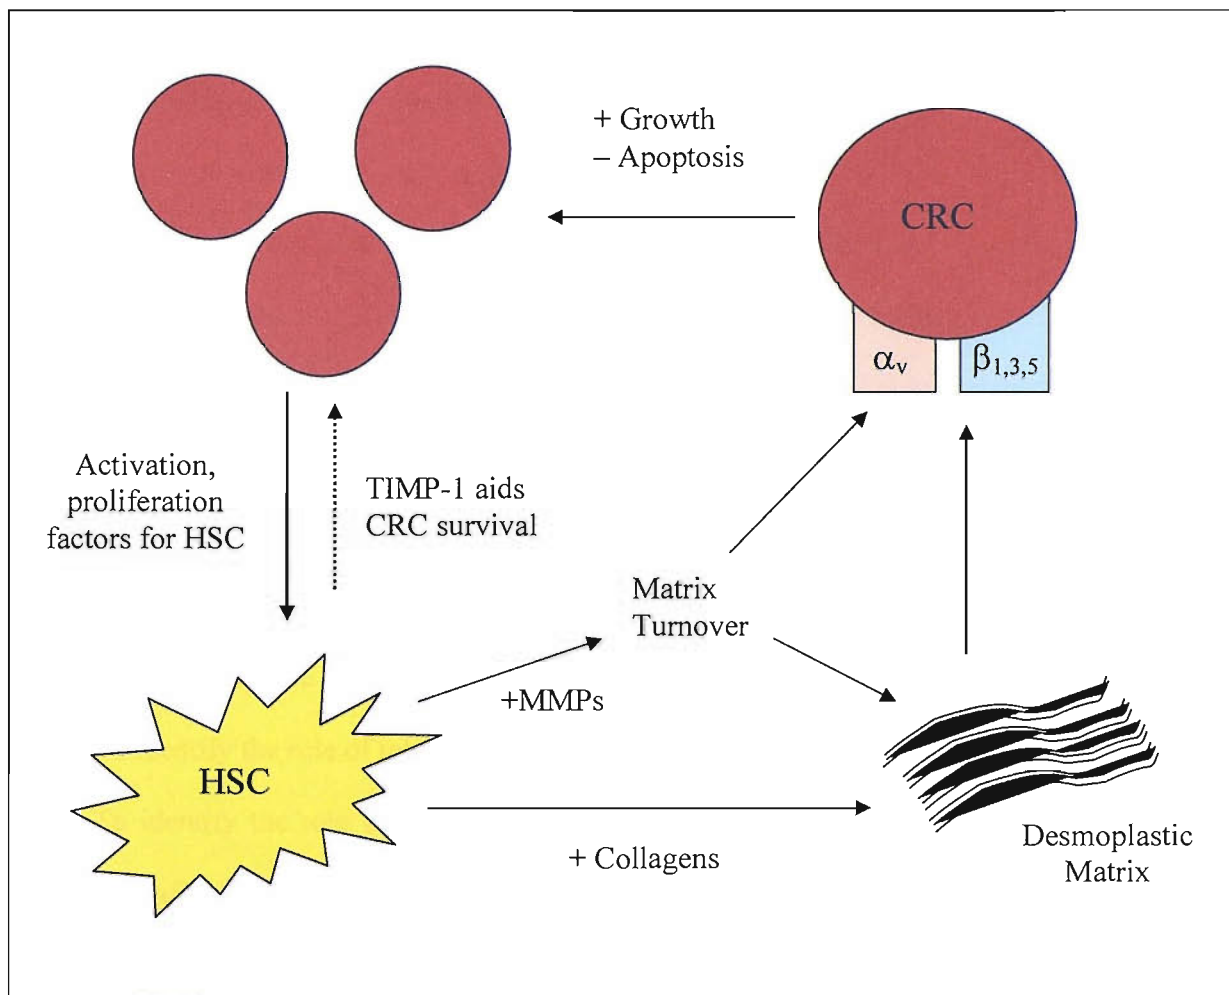 + Growth
– Apoptosis
CRC
αv
β1,3,5
Activation,
proliferation
factors for HSC
TIMP-1 aids
CRC survival
Matrix
Turnover
+MMPs
HSC
+ Collagens
Desmoplastic
Matrix